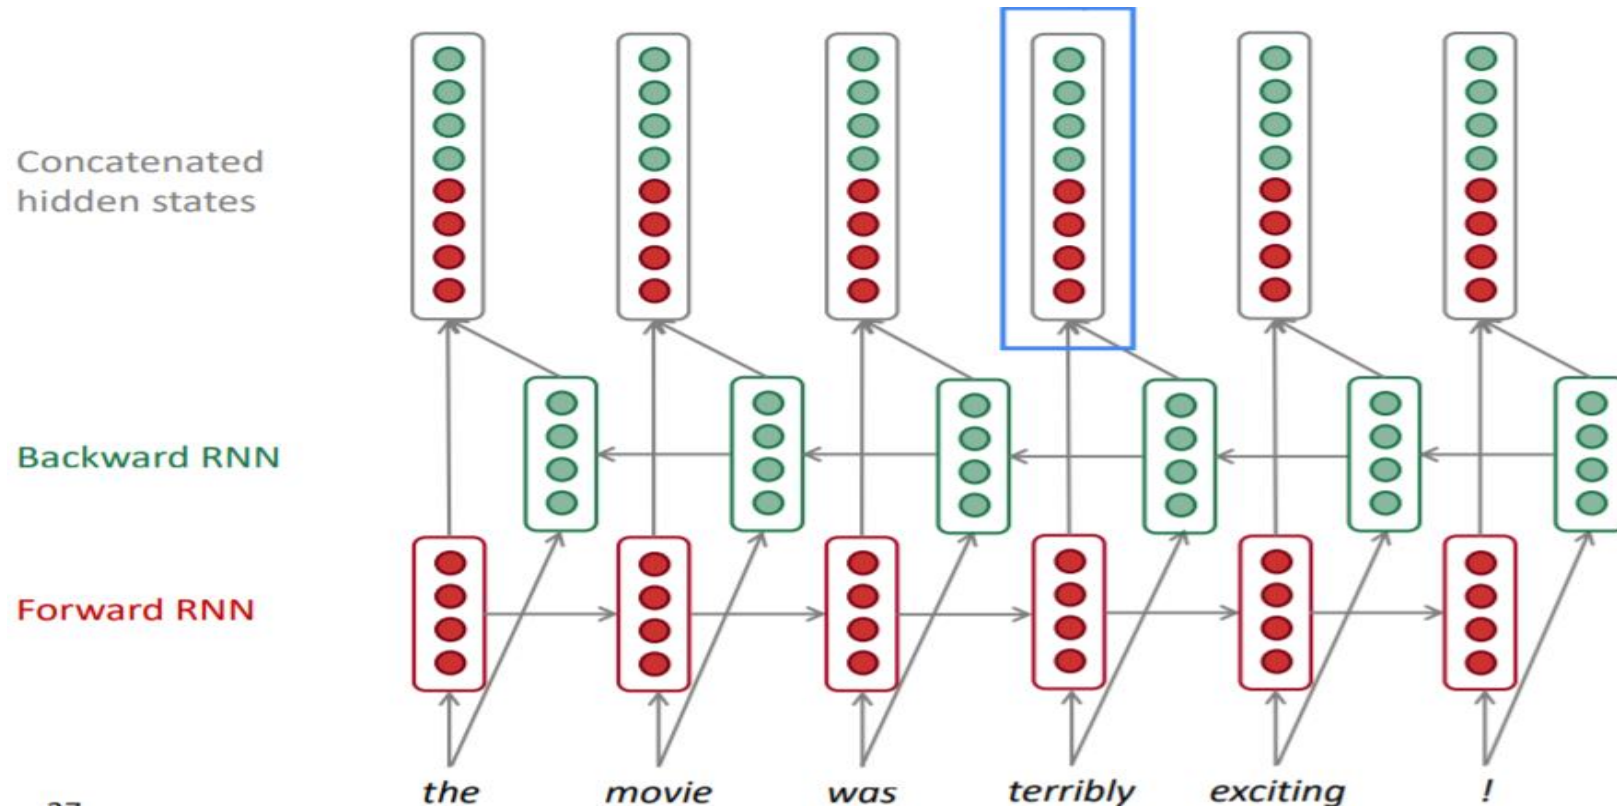 Concatenated
hidden states
Backward RNN
Forward RNN
the movie was terribly exciting !